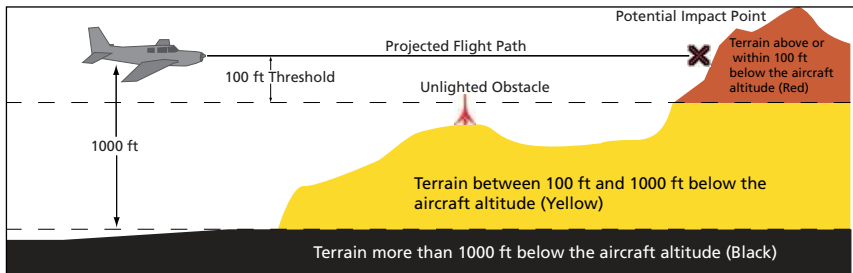 Potential Impact Point
Projected Flight Path
Terrain above or
within 100 ft
below the aircraft
altitude (Red)
100 ft Threshold
Unlighted Obstacle
1000 ft
Terrain between 100 ft and 1000 ft below the
aircraft altitude (Yellow)
Terrain more than 1000 ft below the aircraft altitude (Black)